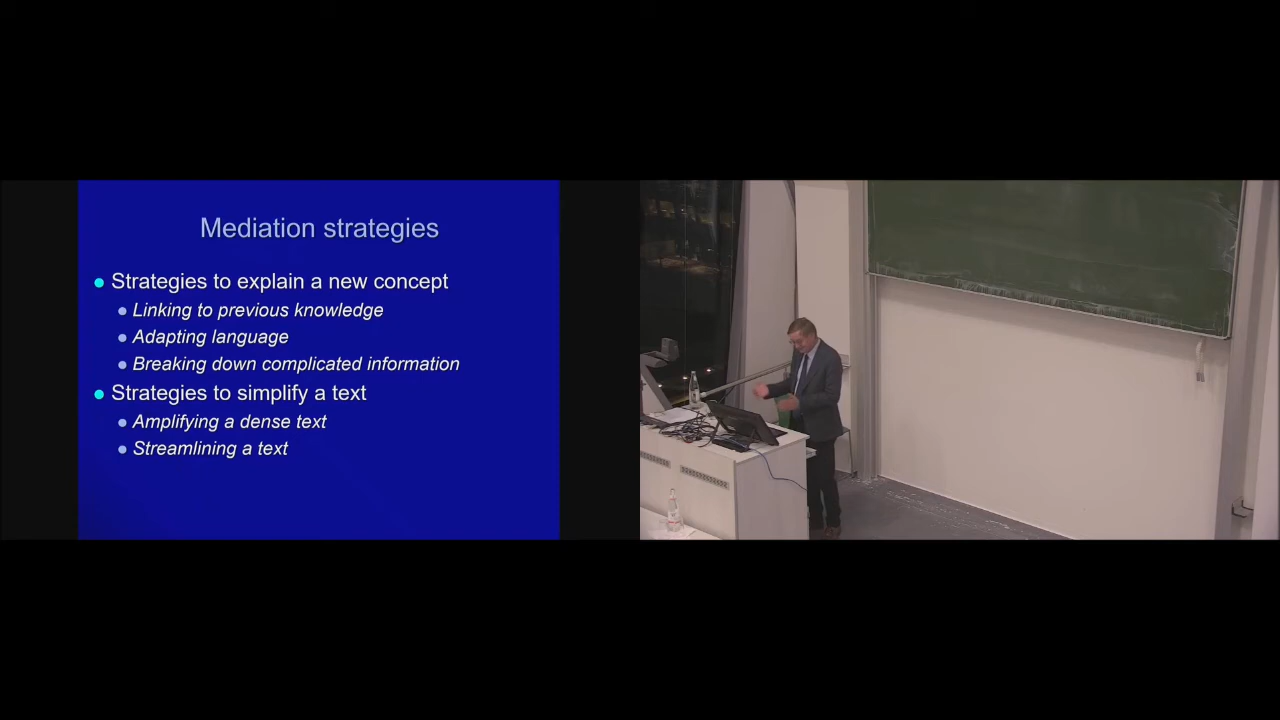 Mediation strategies
Strategies to explain a new concept
Linking to previous knowledge
Adapting language
Breaking down complicated information
Strategies to simplify a text
Amplifying a dense text
Streamlining a text